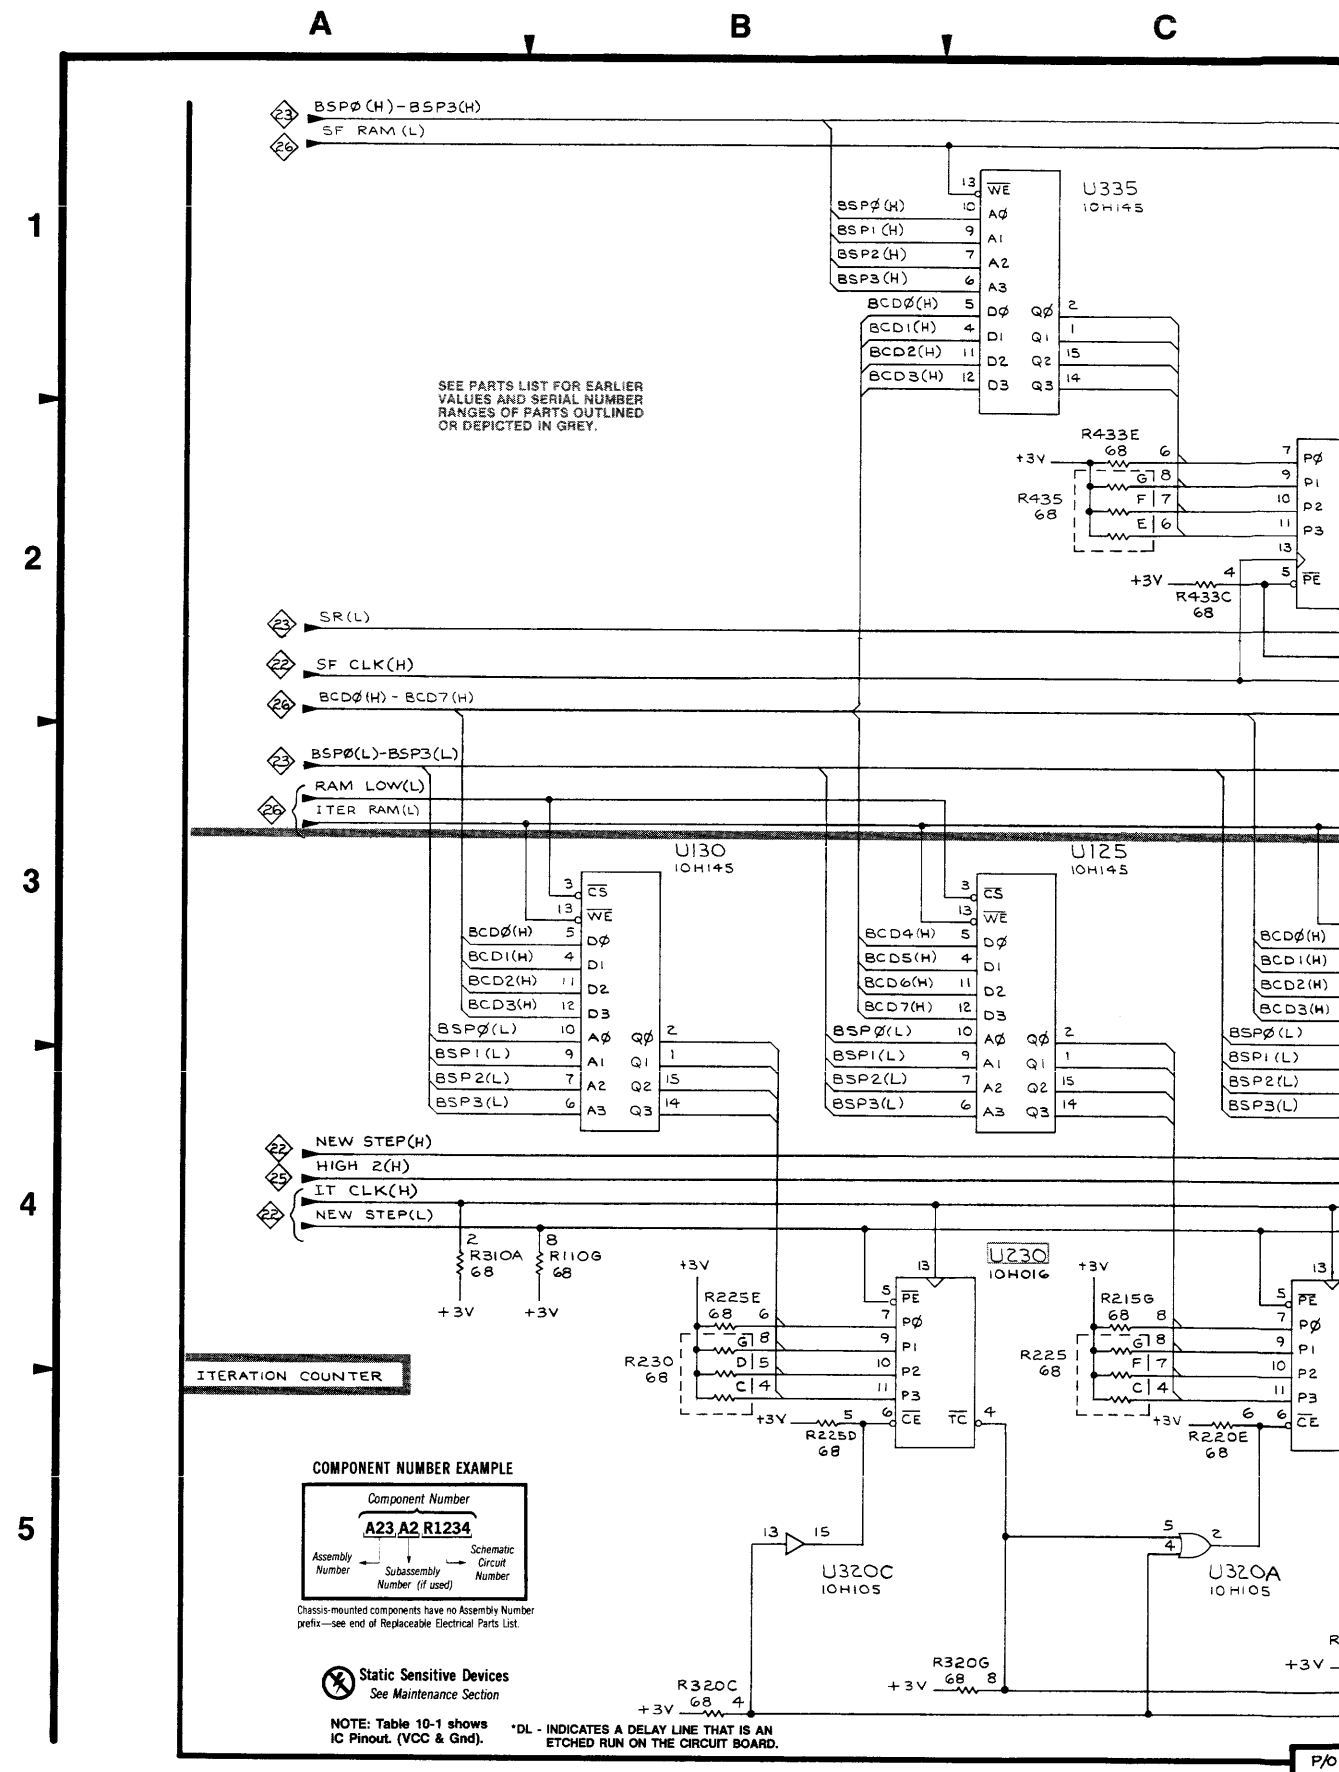 A B C
23 BSPØ(H)-BSP3(H)
26 SF RAM(L)
1
13 WE
U335
10H145
BSPØ(H) 10 AØ
BSP1(H) 9 A1
BSP2(H) 7 A2
BSP3(H) 6 A3
BCDØ(H) 5 DØ QØ 2
BCD1(H) 4 D1 Q1 1
BCD2(H) 11 D2 Q2 15
BCD3(H) 12 D3 Q3 14
SEE PARTS LIST FOR EARLIER
VALUES AND SERIAL NUMBER
RANGES OF PARTS OUTLINED
OR DEPICTED IN GREY.
R433E
+3V 68 6 7 PØ
G 8 9 P1
R435 F 7 10 P2
68 E 6 11 P3
2
13
+3V 4 5 PE
R433C
68
23 SR(L)
22 SF CLK(H)
26 BCDØ(H)-BCD7(H)
23 BSPØ(L)-BSP3(L)
26 RAM LOW(L)
ITER RAM(L)
3
U130
10H145
U125
10H145
3 CS 3 CS
13 WE 13 WE
BCDØ(H) 5 DØ BCD4(H) 5 DØ BCDØ(H)
BCD1(H) 4 D1 BCD5(H) 4 D1 BCD1(H)
BCD2(H) 11 D2 BCD6(H) 11 D2 BCD2(H)
BCD3(H) 12 D3 BCD7(H) 12 D3 BCD3(H)
BSPØ(L) 10 AØ QØ 2 BSPØ(L) 10 AØ QØ 2 BSPØ(L)
BSP1(L) 9 A1 Q1 1 BSP1(L) 9 A1 Q1 1 BSP1(L)
BSP2(L) 7 A2 Q2 15 BSP2(L) 7 A2 Q2 15 BSP2(L)
BSP3(L) 6 A3 Q3 14 BSP3(L) 6 A3 Q3 14 BSP3(L)
22 NEW STEP(H)
25 HIGH 2(H)
4
22 IT CLK(H)
NEW STEP(L)
2 R310A 68 +3V
8 R110G 68 +3V
U230
10H016
+3V 13 +3V 13
R225E 5 PE R215G 5 PE
68 6 7 PØ 68 8 7 PØ
G 8 9 P1 G 8 9 P1
R230 D 5 10 P2 R225 F 7 10 P2
68 C 4 11 P3 68 C 4 11 P3
+3V 5 6 CE TC 4 +3V 6 6 CE
R225D
68
R220E
68
ITERATION COUNTER
COMPONENT NUMBER EXAMPLE
Component Number
A23 A2 R1234
Assembly
Number
Subassembly
Number (if used)
Schematic
Circuit
Number
Chassis-mounted components have no Assembly Number
prefix—see end of Replaceable Electrical Parts List.
5
13 15
U320C
10H105
5 4 2
U320A
10H105
Static Sensitive Devices
See Maintenance Section
NOTE: Table 10-1 shows
IC Pinout. (VCC & Gnd).
*DL - INDICATES A DELAY LINE THAT IS AN
ETCHED RUN ON THE CIRCUIT BOARD.
R320C
+3V 68 4
R320G
+3V 68 8
R
+3V
P/O